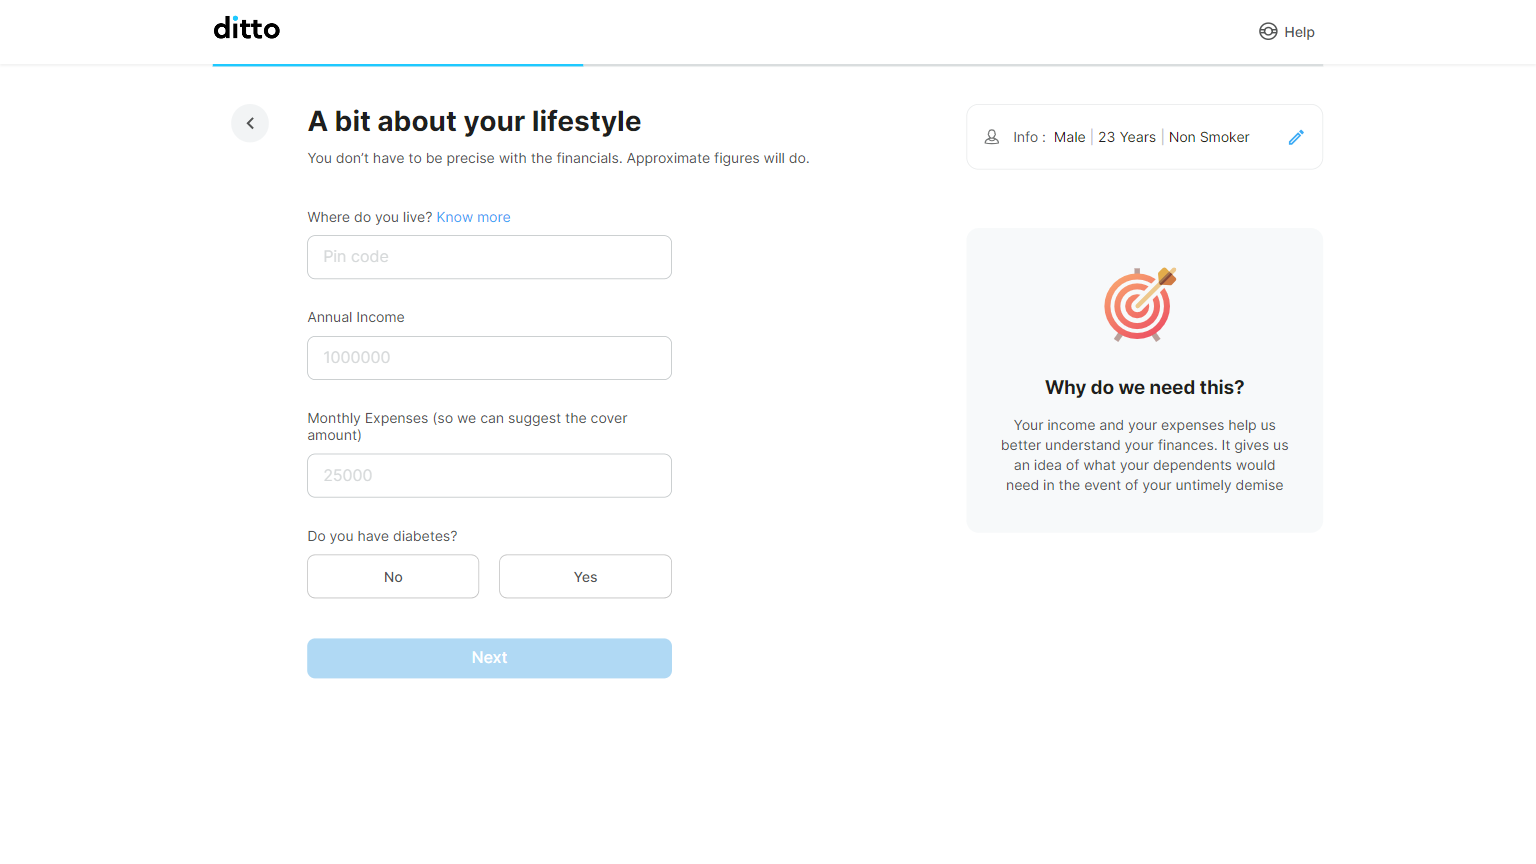 ditto
Help
A bit about your lifestyle
You don’t have to be precise with the financials. Approximate figures will do.
Info : Male | 23 Years | Non Smoker
Where do you live? Know more
Pin code
Annual Income
1000000
Monthly Expenses (so we can suggest the cover
amount)
25000
Do you have diabetes?
No
Yes
Next
Why do we need this?
Your income and your expenses help us
better understand your finances. It gives us
an idea of what your dependents would
need in the event of your untimely demise